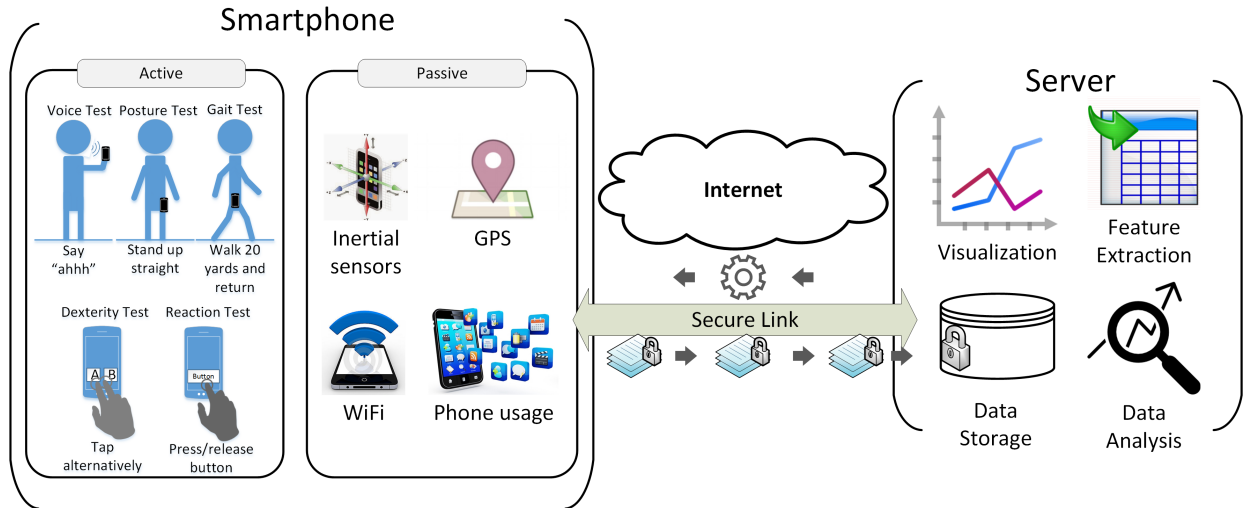 Smartphone
Active
Voice Test
Posture Test
Gait Test
Say
"ahhh"
Stand up
straight
Walk 20
yards and
return
Dexterity Test
Reaction Test
A
B
Button
Tap
alternatively
Press/release
button
Passive
Inertial
sensors
GPS
WiFi
Phone usage
Internet
Secure Link
Server
Visualization
Feature
Extraction
Data
Storage
Data
Analysis